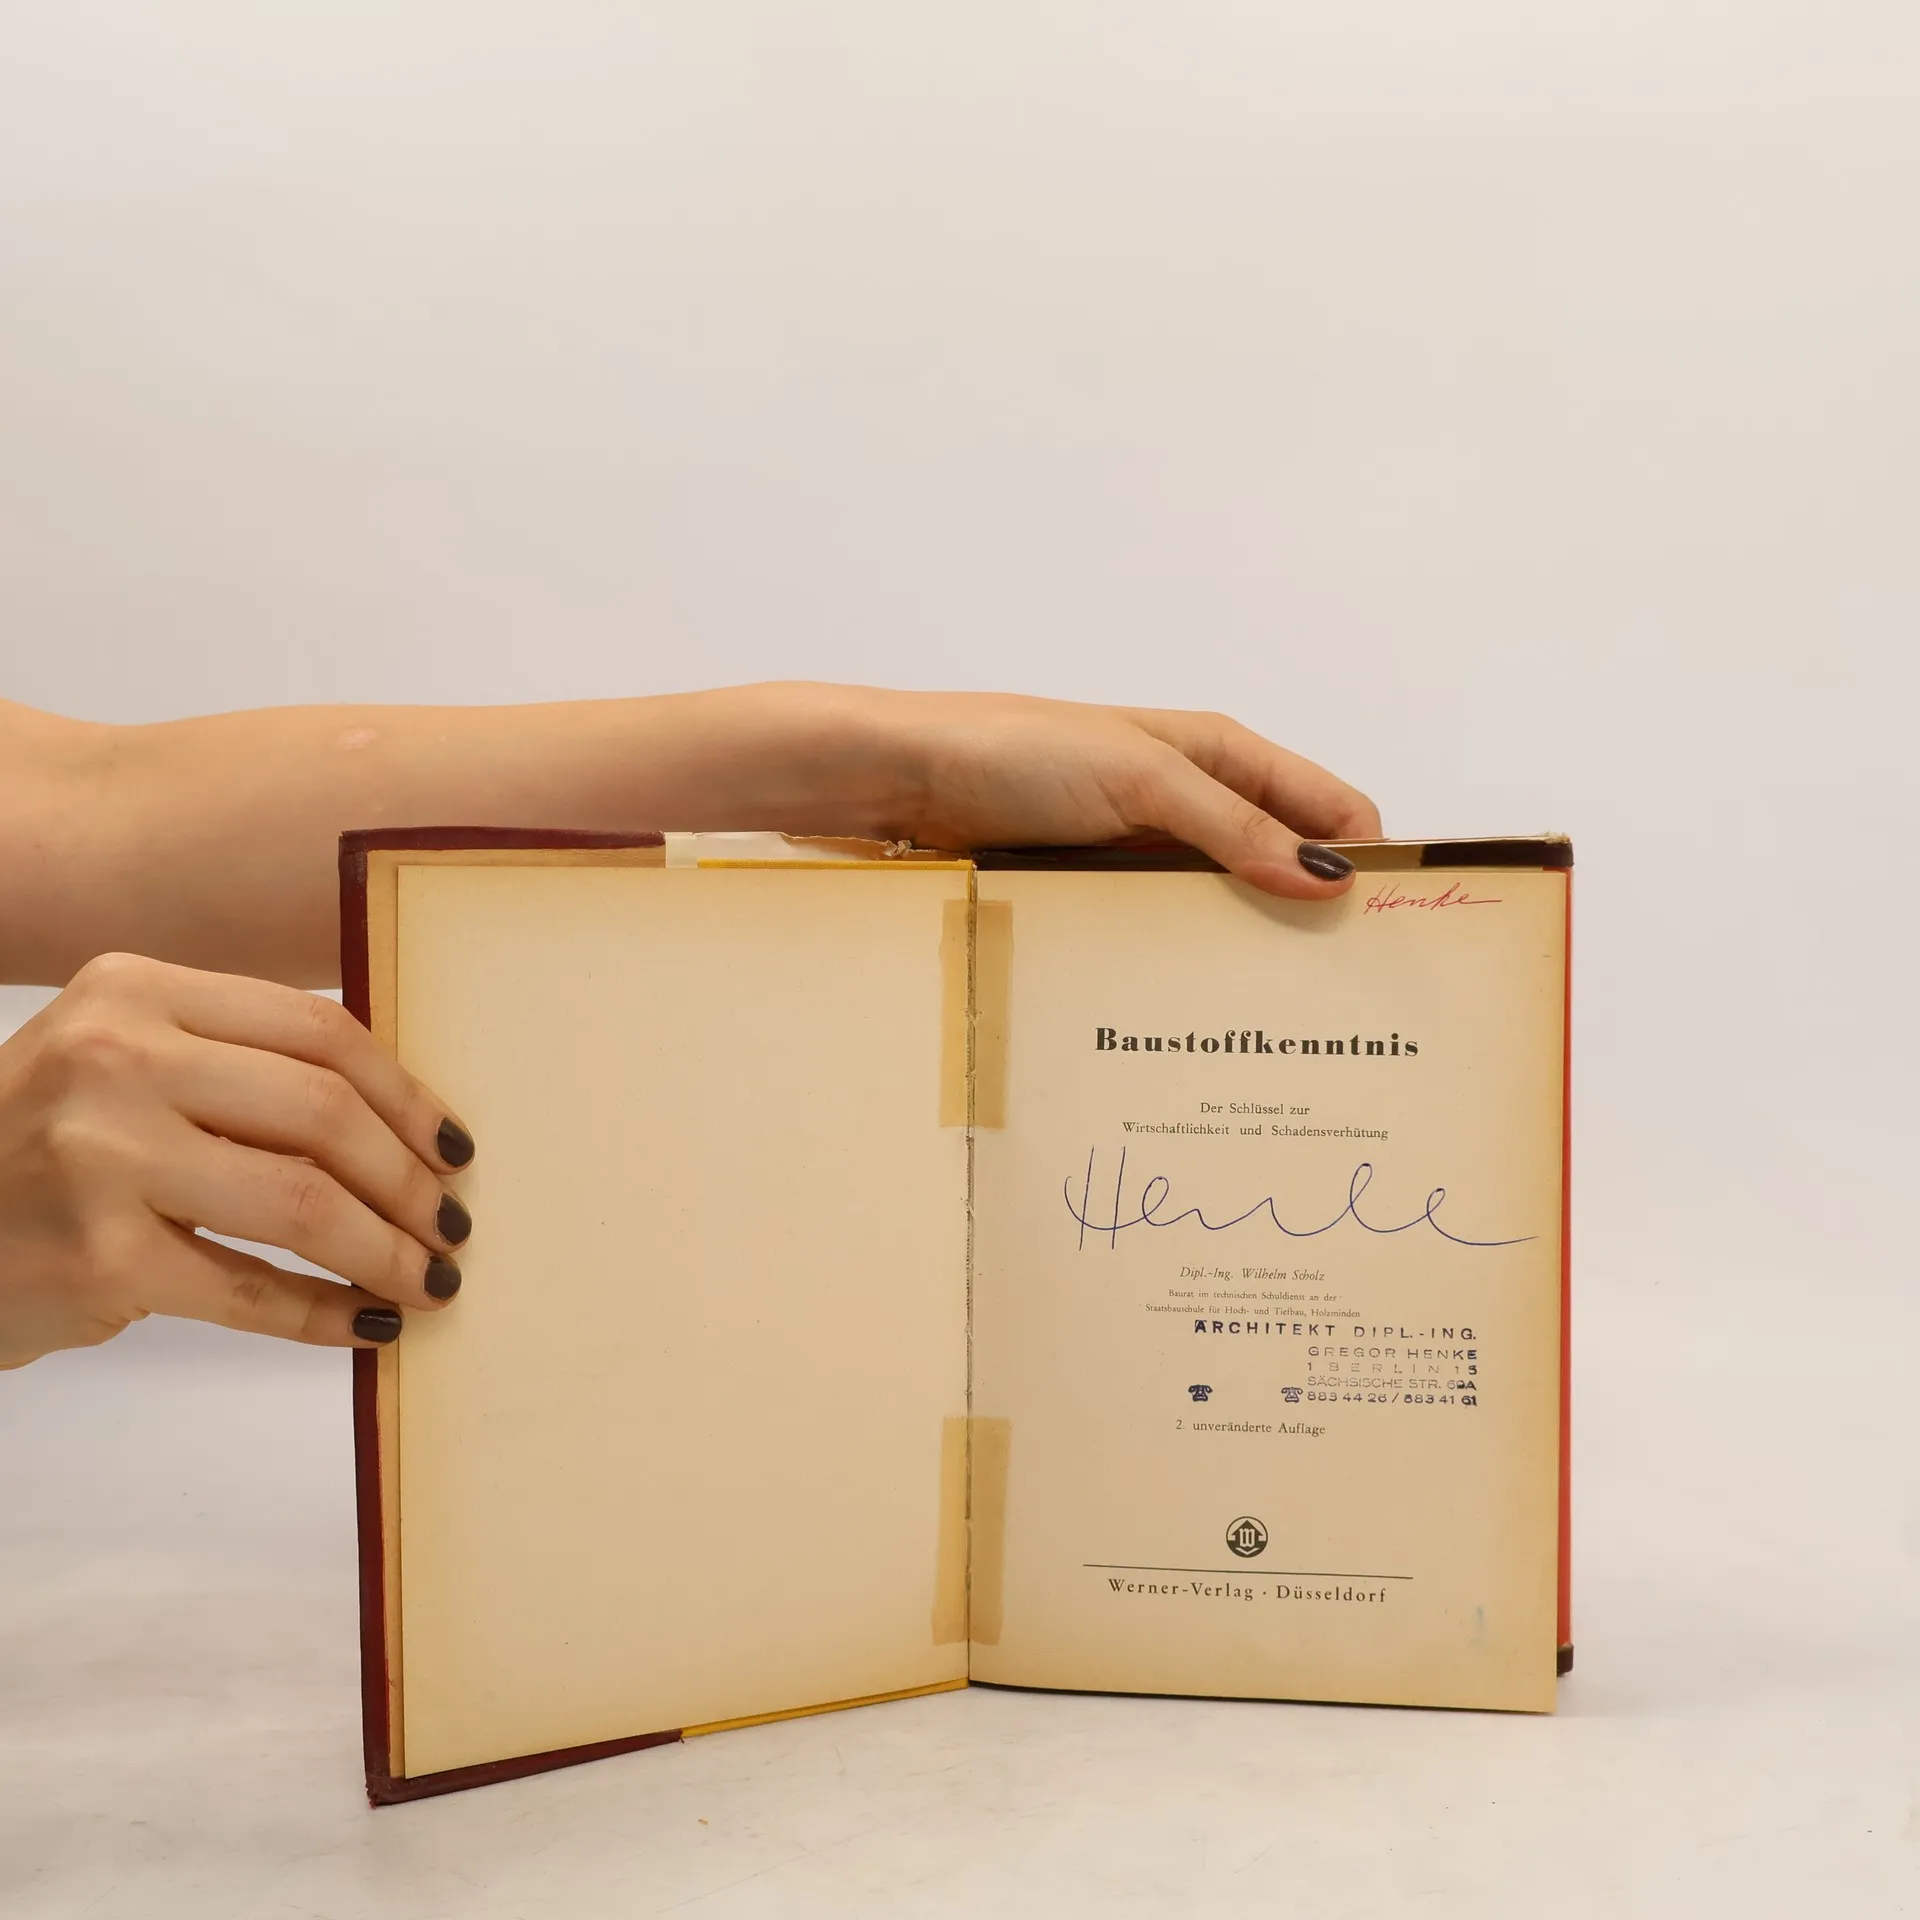 Henke
Baustoffkenntnis
Der Schlüssel zur
Wirtschaftlichkeit und Schadensverhütung
Henke
Dipl.-Ing. Wilhelm Scholz
Baurat im technischen Schuldienst an der
Staatsbauschule für Hoch- und Tiefbau, Holzminden
ARCHITEKT DIPL.-ING.
GREGOR HENKE
1 BERLIN 15
SÄCHSISCHE STR. 69A
☎ ☎ 883 44 26 / 883 41 61
2. unveränderte Auflage
W
Werner-Verlag · Düsseldorf